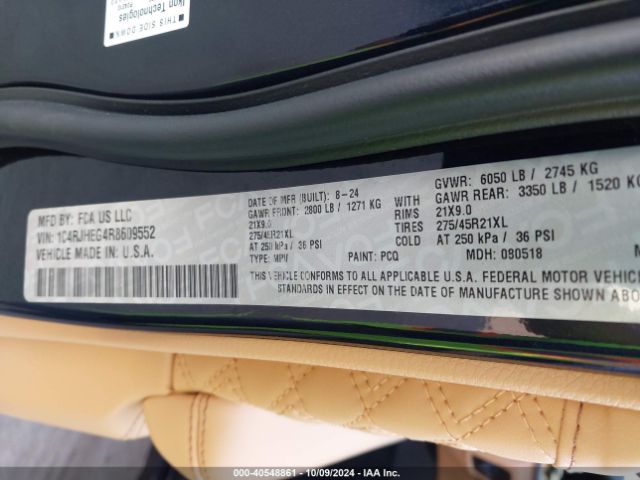 Ikon Technologies
THIS SIDE DOWN
MFD BY: FCA US LLC
VIN: 1C4RJHEG4R8609552
VEHICLE MADE IN U.S.A.
DATE OF MFR (BUILT): 8-24
GAWR FRONT: 2800 LB / 1271 KG
21X9.0
275/45R21XL
AT 250 kPa / 36 PSI
TYPE: MPV
PAINT: PCQ
WITH
RIMS
TIRES
GVWR: 6050 LB / 2745 KG
GAWR REAR: 3350 LB / 1520 KG
21X9.0
275/45R21XL
AT 250 kPa / 36 PSI
MDH: 080518
THIS VEHICLE CONFORMS TO ALL APPLICABLE U.S.A. FEDERAL MOTOR VEHIC
STANDARDS IN EFFECT ON THE DATE OF MANUFACTURE SHOWN ABO
000-40548861 - 10/09/2024 - IAA Inc.